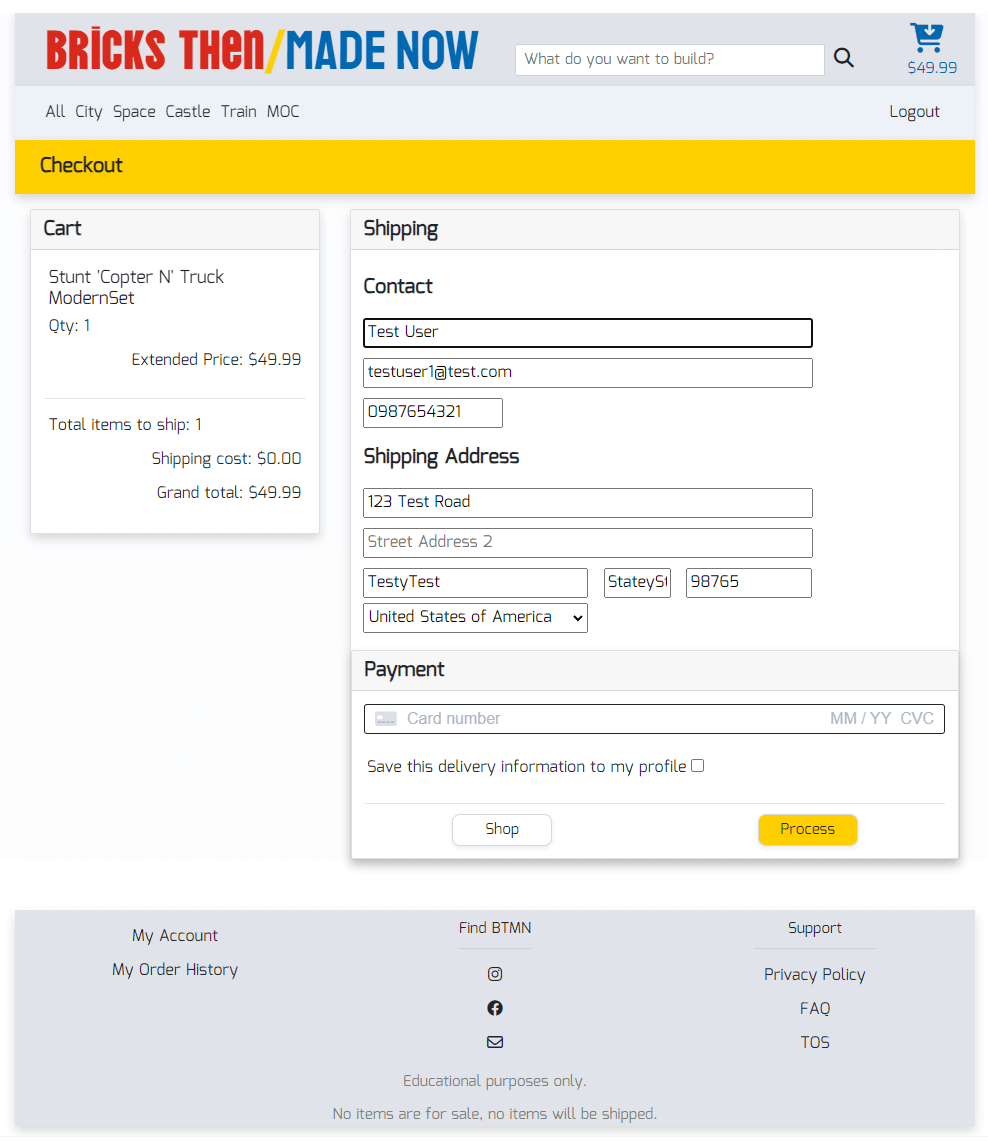 BRICKS THEN/MADE NOW
What do you want to build?
$49.99
All City Space Castle Train MOC
Logout
Checkout
Cart
Stunt 'Copter N' Truck
ModernSet
Qty: 1
Extended Price: $49.99
Total items to ship: 1
Shipping cost: $0.00
Grand total: $49.99
Shipping
Contact
Test User
testuser1@test.com
0987654321
Shipping Address
123 Test Road
Street Address 2
TestyTest
StateySt
98765
United States of America
Payment
Card number
MM / YY CVC
Save this delivery information to my profile
Shop
Process
My Account
My Order History
Find BTMN
Support
Privacy Policy
FAQ
TOS
Educational purposes only.
No items are for sale, no items will be shipped.